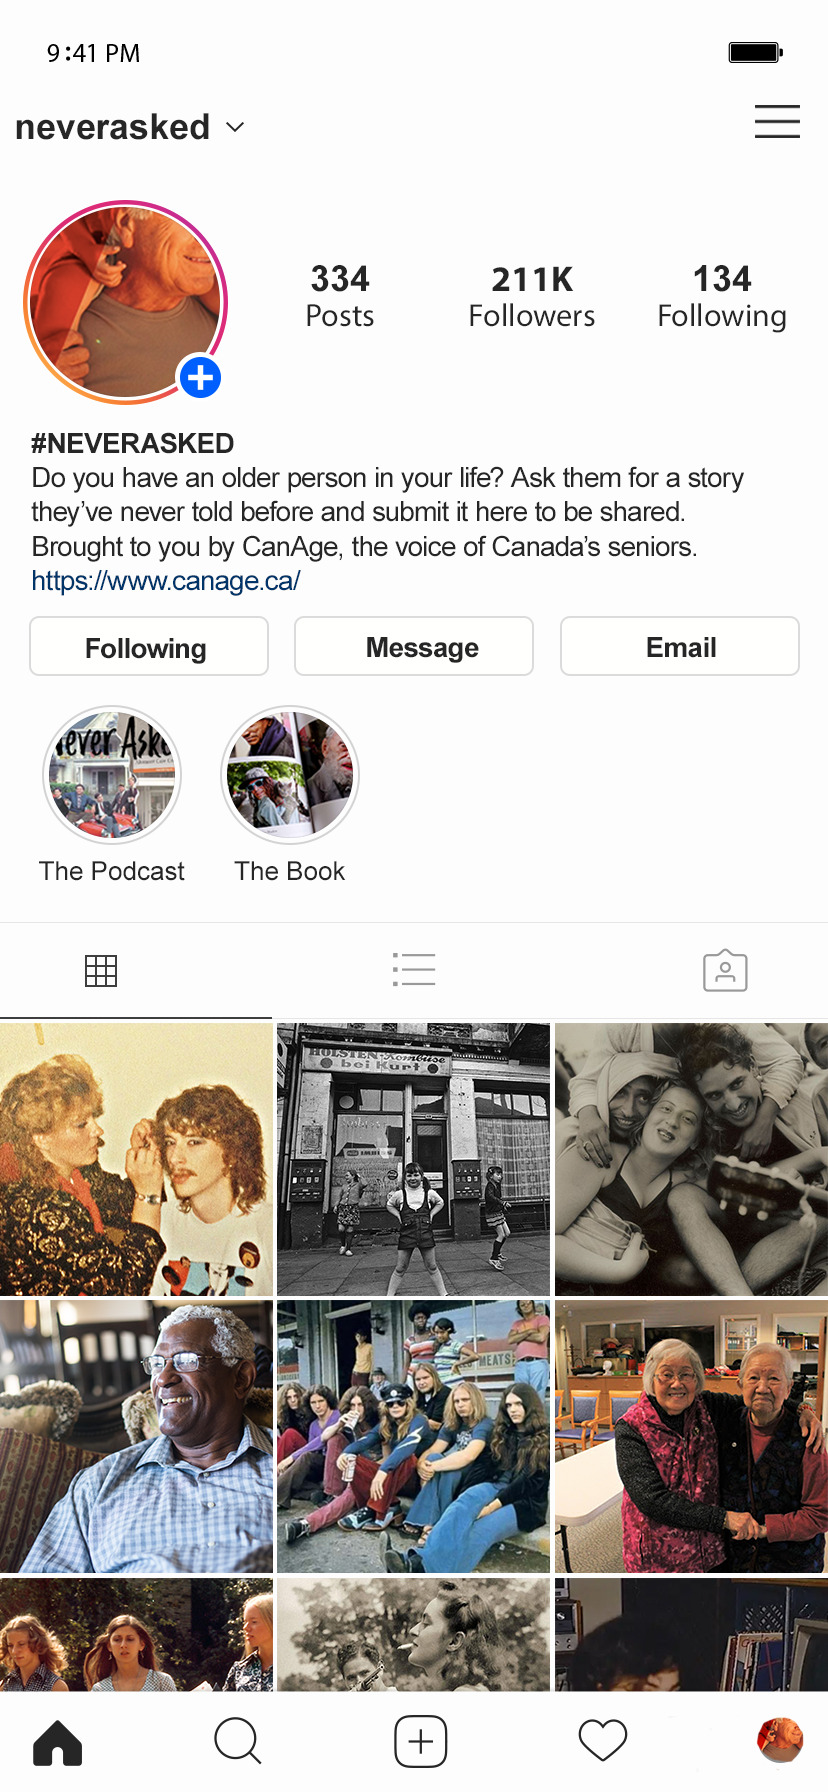 9:41 PM
neverasked
334
Posts
211K
Followers
134
Following
#NEVERASKED
Do you have an older person in your life? Ask them for a story
they’ve never told before and submit it here to be shared.
Brought to you by CanAge, the voice of Canada’s seniors.
https://www.canage.ca/
Following
Message
Email
ever Aske
The Podcast
The Book
HOLSTEN-Kombüse
bei Kurt
MEATS